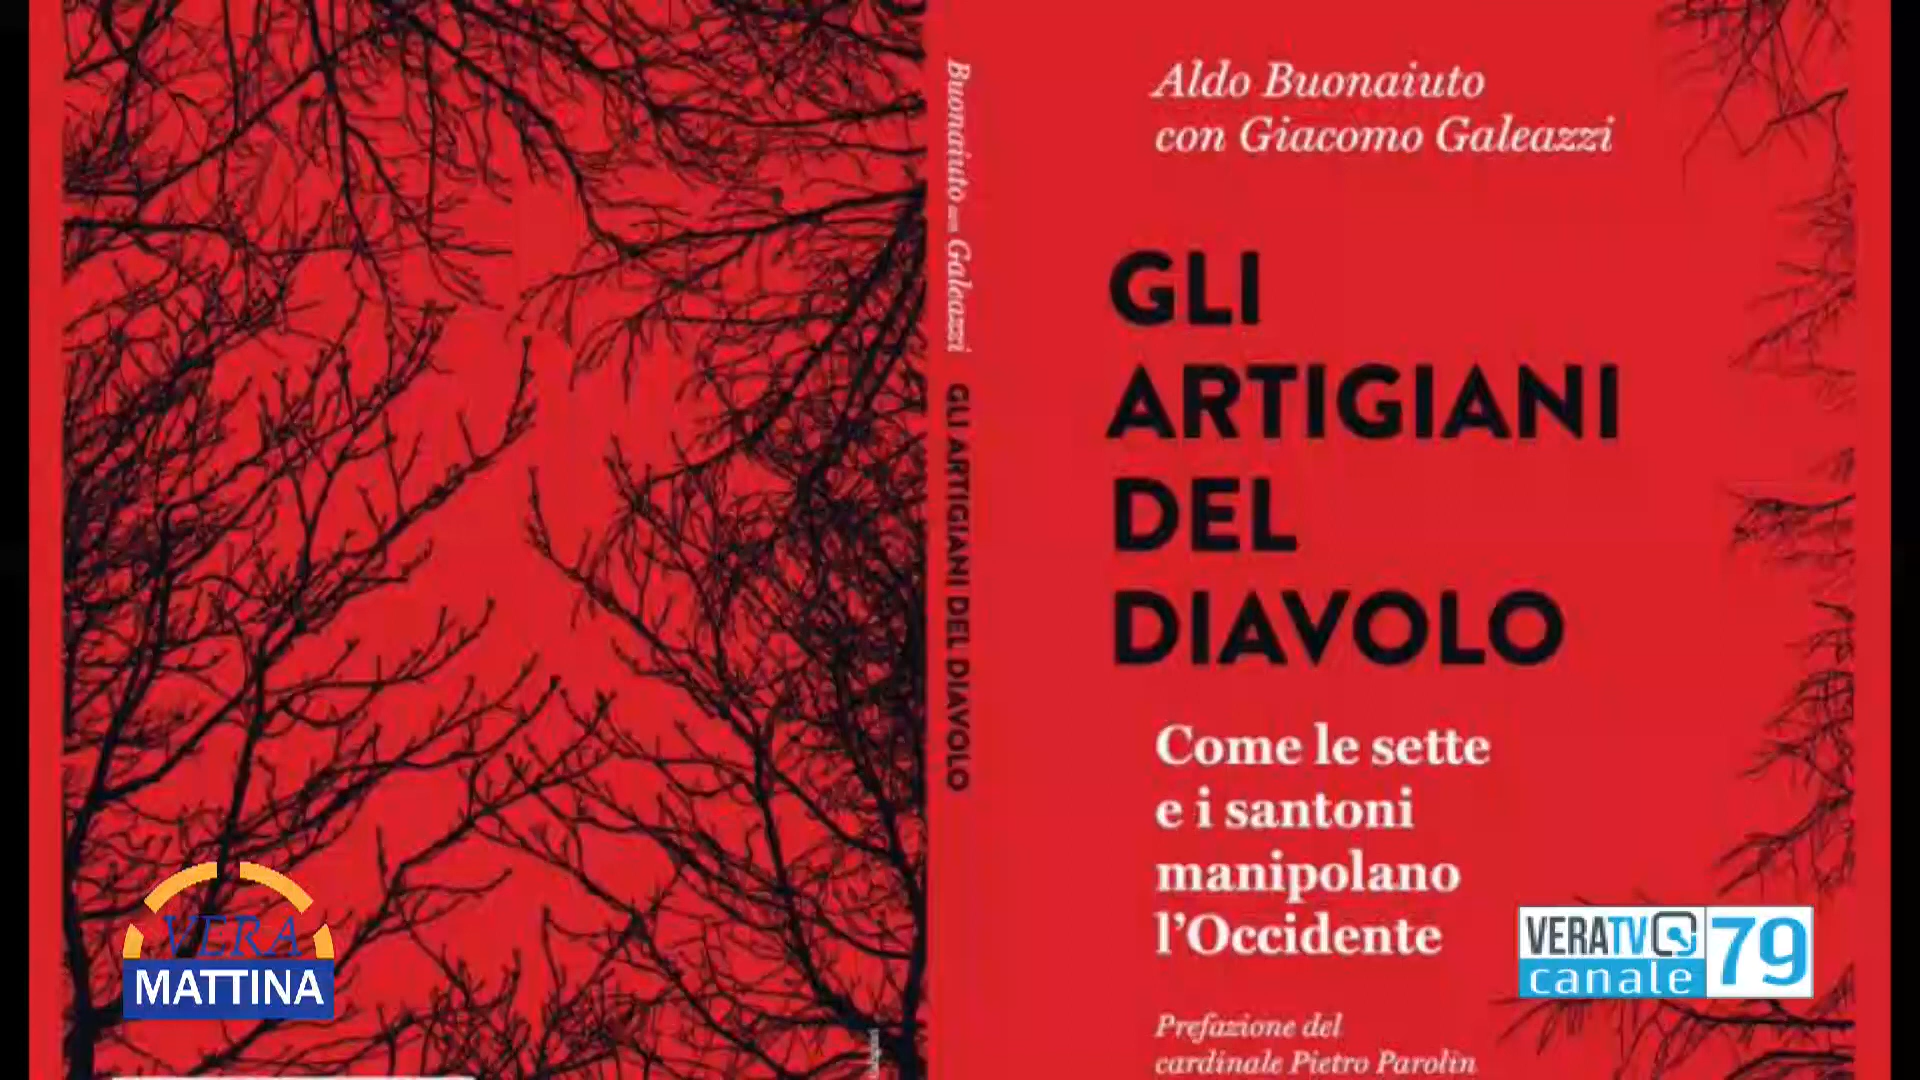 Aldo Buonaiuto
con Giacomo Galeazzi
GLI
ARTIGIANI
DEL
DIAVOLO
Come le sette
e i santoni
manipolano
l'Occidente
Prefazione del
cardinale Pietro Parolin
Buonaiuto con Galeazzi GLI ARTIGIANI DEL DIAVOLO
VERA
MATTINA
VERATV
canale
79